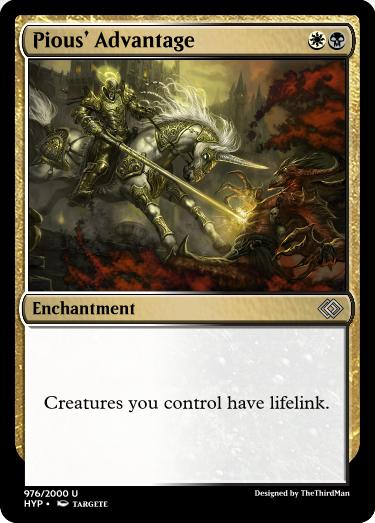 Pious' Advantage
Enchantment
Creatures you control have lifelink.
976/2000 U
HYP • TARGETE
Designed by TheThirdMan